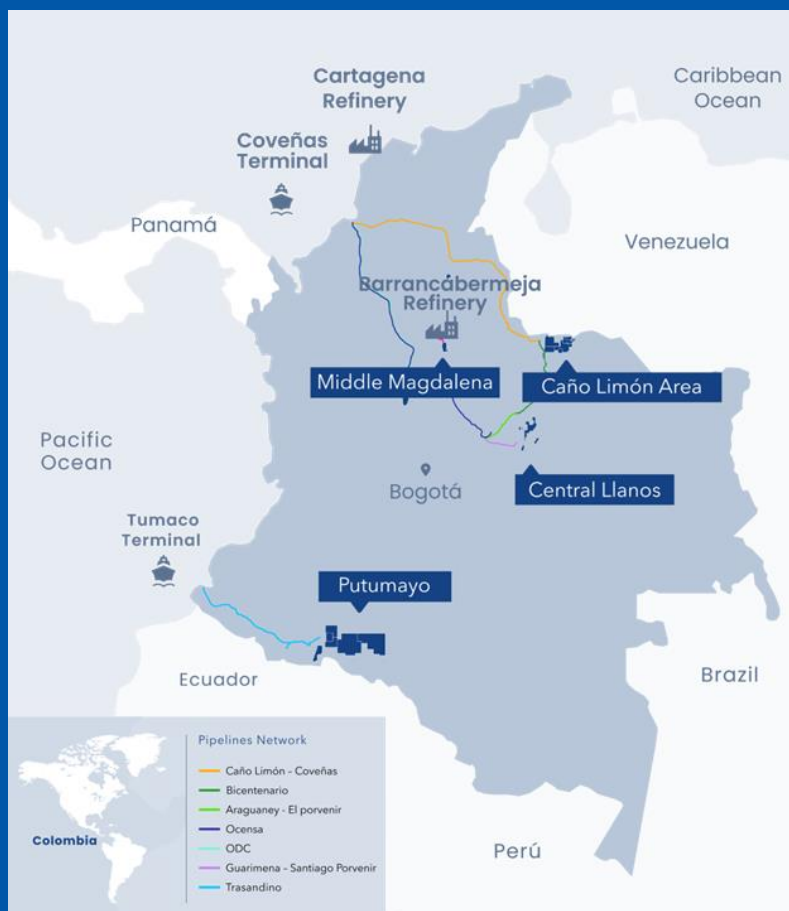 Cartagena
Refinery
Caribbean
Ocean
Coveñas
Terminal
Panamá
Venezuela
Barrancabermeja
Refinery
Middle Magdalena
Caño Limón Area
Pacific
Ocean
Bogotá
Central Llanos
Tumaco
Terminal
Putumayo
Ecuador
Brazil
Pipelines Network
Caño Limón - Coveñas
Bicentenario
Araguaney - El porvenir
Ocensa
ODC
Guarimena - Santiago Porvenir
Trasandino
Colombia
Perú